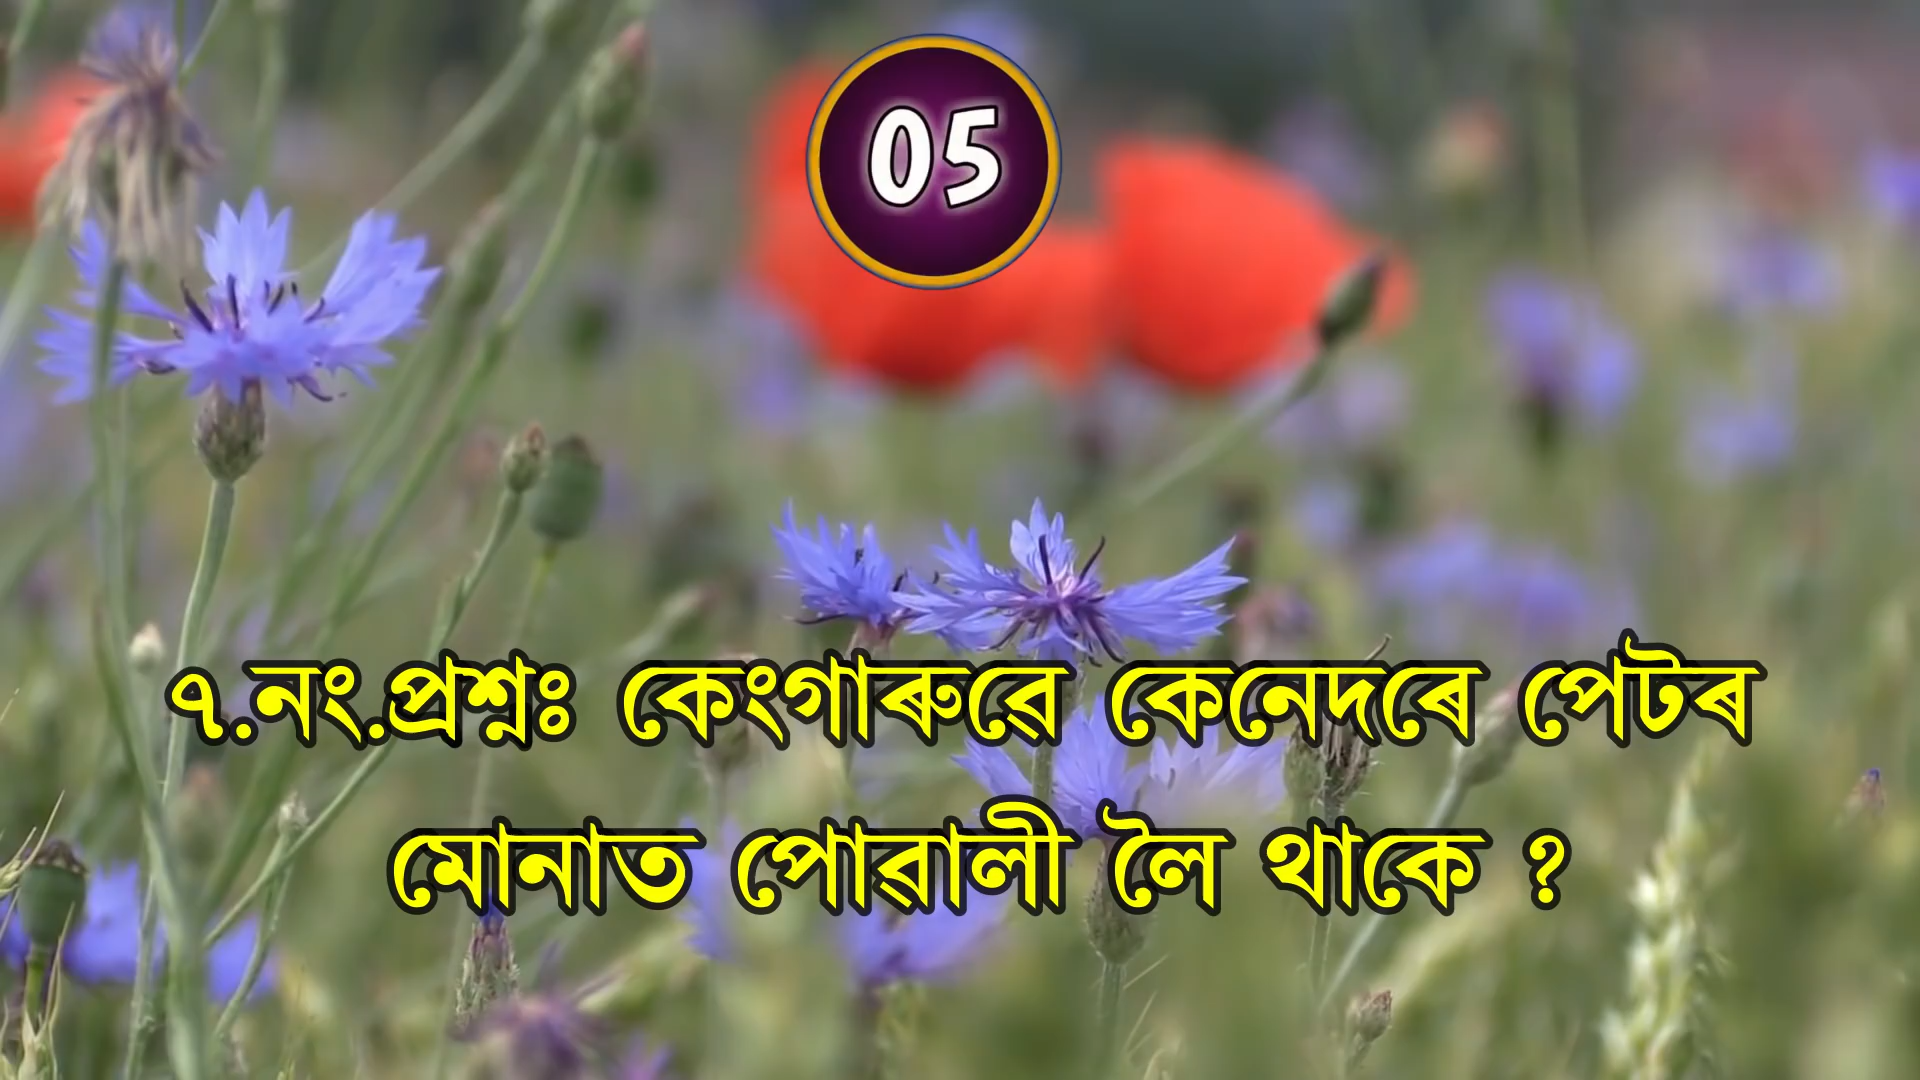 05
৭.নং.প্ৰশ্নঃ কেংগাৰুৱে কেনেদৰে পেটৰ
মোনাত পোৱালী লৈ থাকে ?